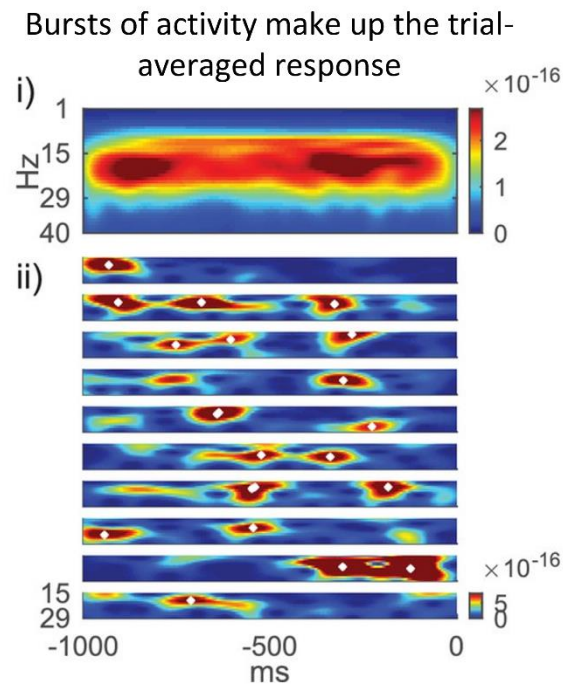 Bursts of activity make up the trial-
averaged response
i)
×10-16
1
15
29
40
Hz
2
1
0
ii)
15
29
×10-16
5
0
-1000
-500
0
ms